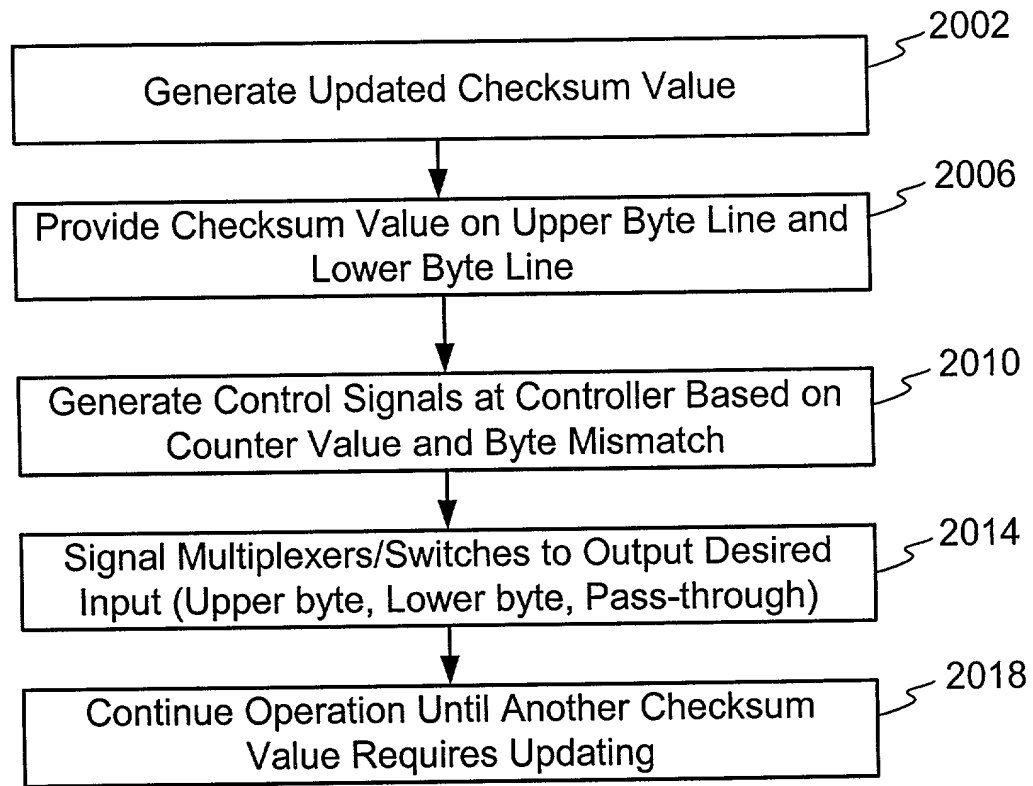 2002
Generate Updated Checksum Value
2006
Provide Checksum Value on Upper Byte Line and
Lower Byte Line
2010
Generate Control Signals at Controller Based on
Counter Value and Byte Mismatch
2014
Signal Multiplexers/Switches to Output Desired
Input (Upper byte, Lower byte, Pass-through)
2018
Continue Operation Until Another Checksum
Value Requires Updating